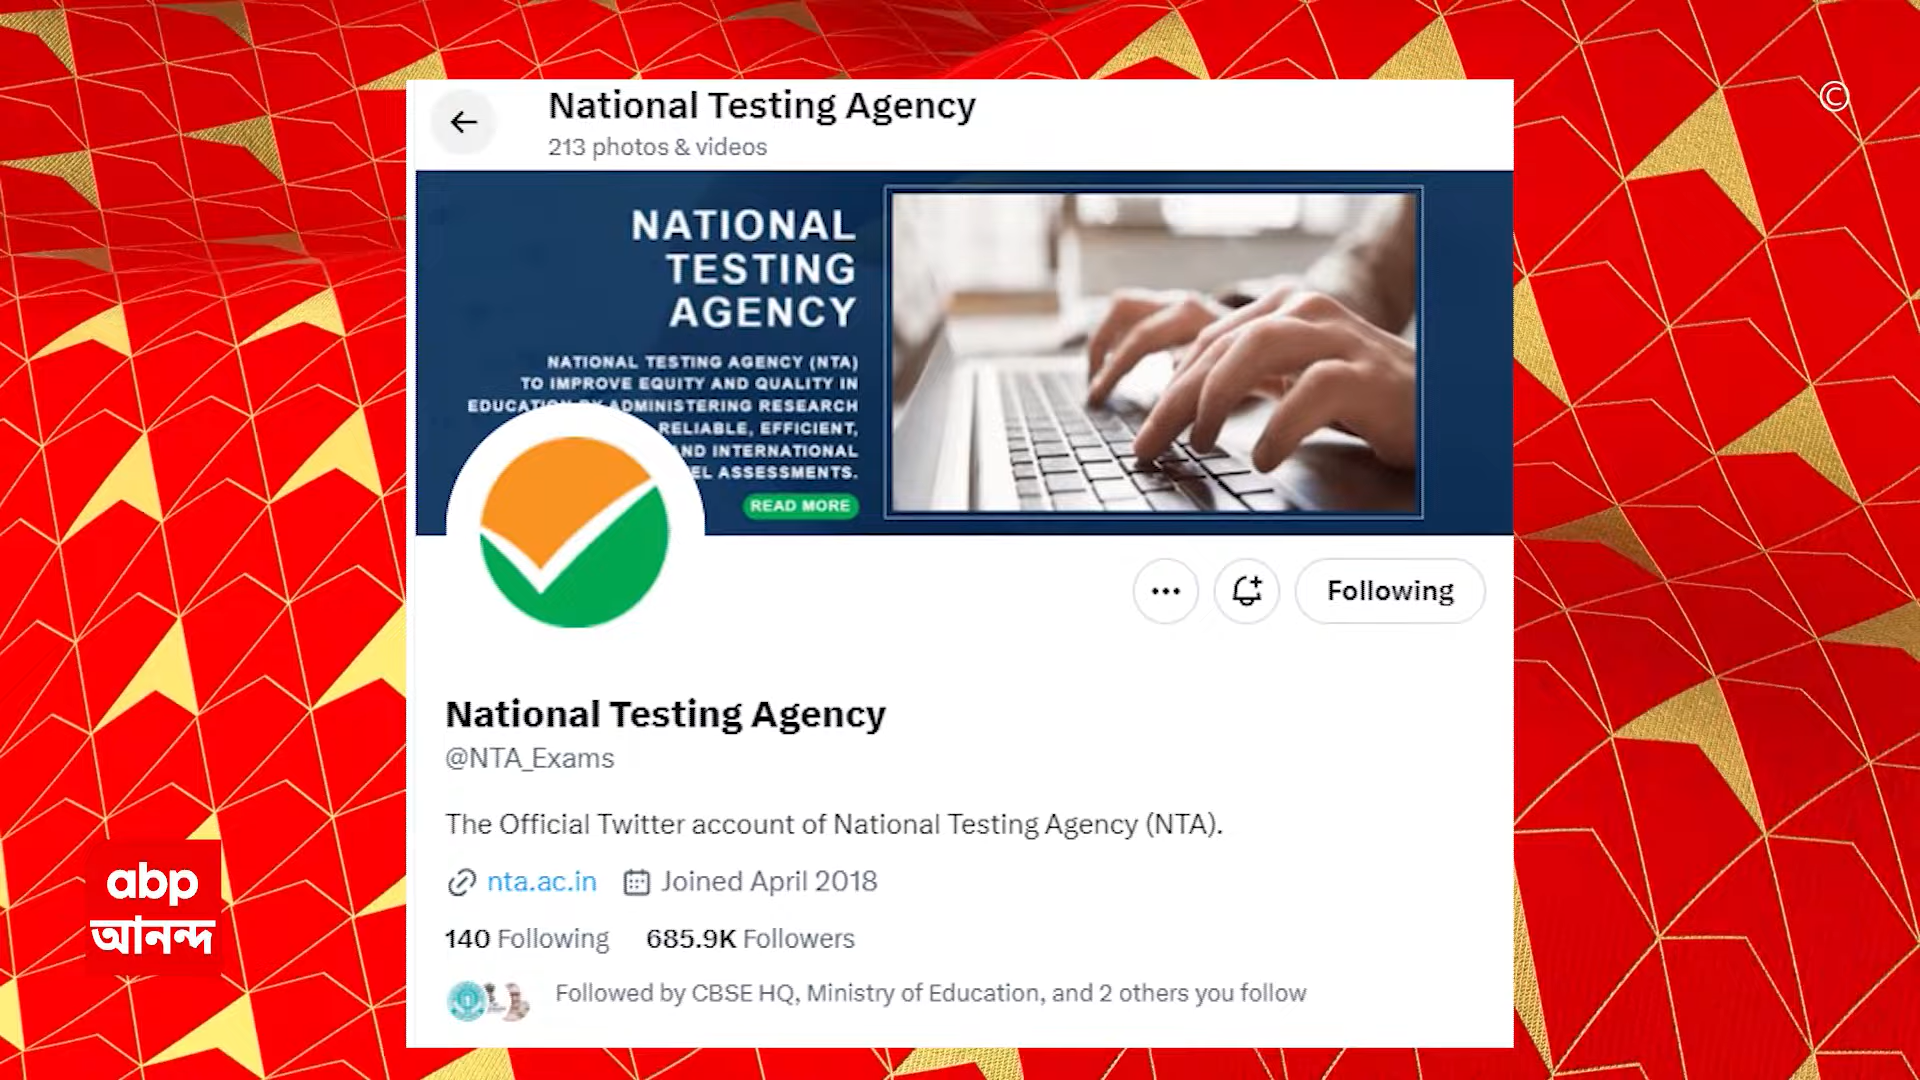 ©
National Testing Agency
213 photos & videos
NATIONAL
TESTING
AGENCY
NATIONAL TESTING AGENCY (NTA)
TO IMPROVE EQUITY AND QUALITY IN
EDUCATION BY ADMINISTERING RESEARCH
RELIABLE, EFFICIENT,
AND INTERNATIONAL
ASSESSMENTS.
READ MORE
Following
National Testing Agency
@NTA_Exams
The Official Twitter account of National Testing Agency (NTA).
nta.ac.in Joined April 2018
140 Following 685.9K Followers
Followed by CBSE HQ, Ministry of Education, and 2 others you follow
abp
আনন্দ